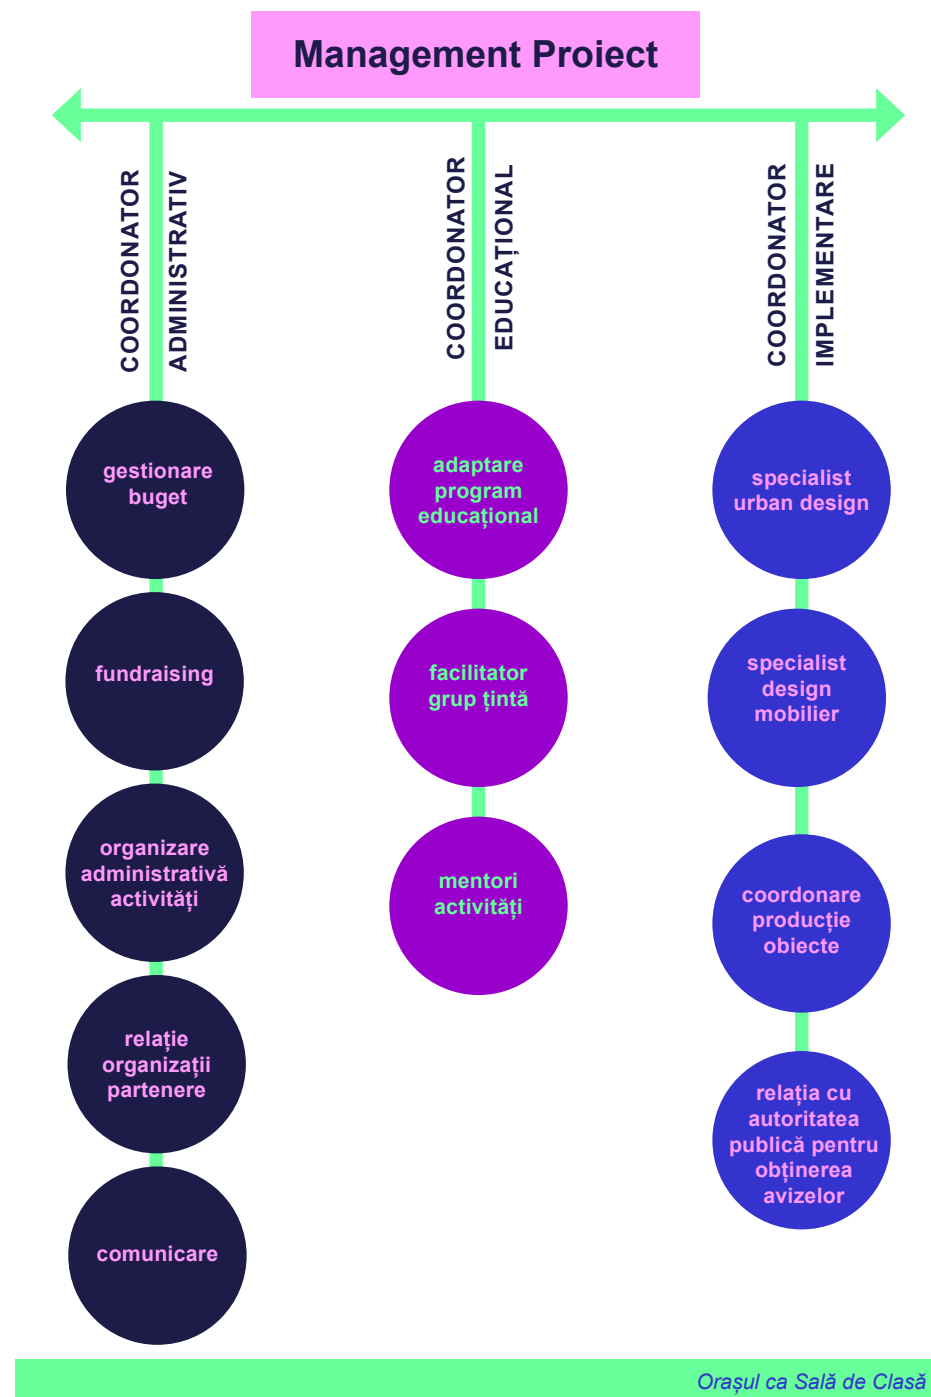 Management Proiect
COORDONATOR
ADMINISTRATIV
gestionare
buget
fundraising
organizare
administrativă
activități
relație
organizații
partenere
comunicare
COORDONATOR
EDUCAȚIONAL
adaptare
program
educațional
facilitator
grup țintă
mentori
activități
COORDONATOR
IMPLEMENTARE
specialist
urban design
specialist
design
mobilier
coordonare
producție
obiecte
relația cu
autoritatea
publică pentru
obținerea
avizelor
Orașul ca Sală de Clasă